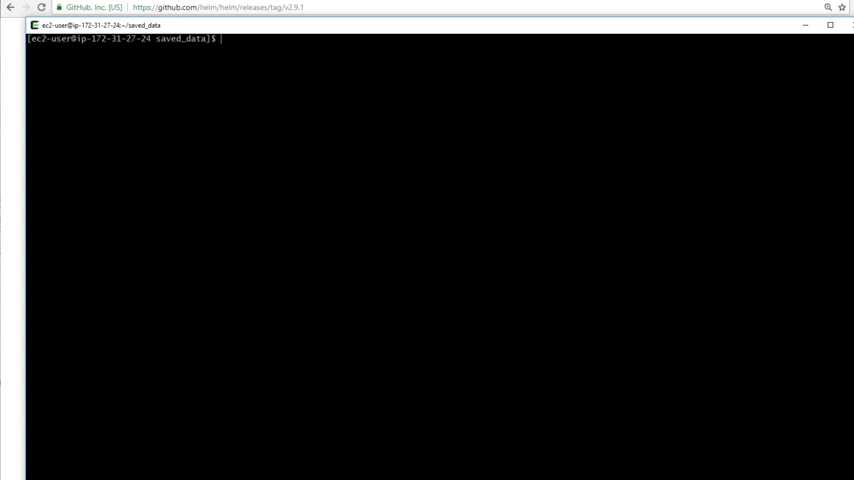 GitHub, Inc. [US] https://github.com/helm/helm/releases/tag/v2.9.1
ec2-user@ip-172-31-27-24:~/saved_data
[ec2-user@ip-172-31-27-24 saved_data]$